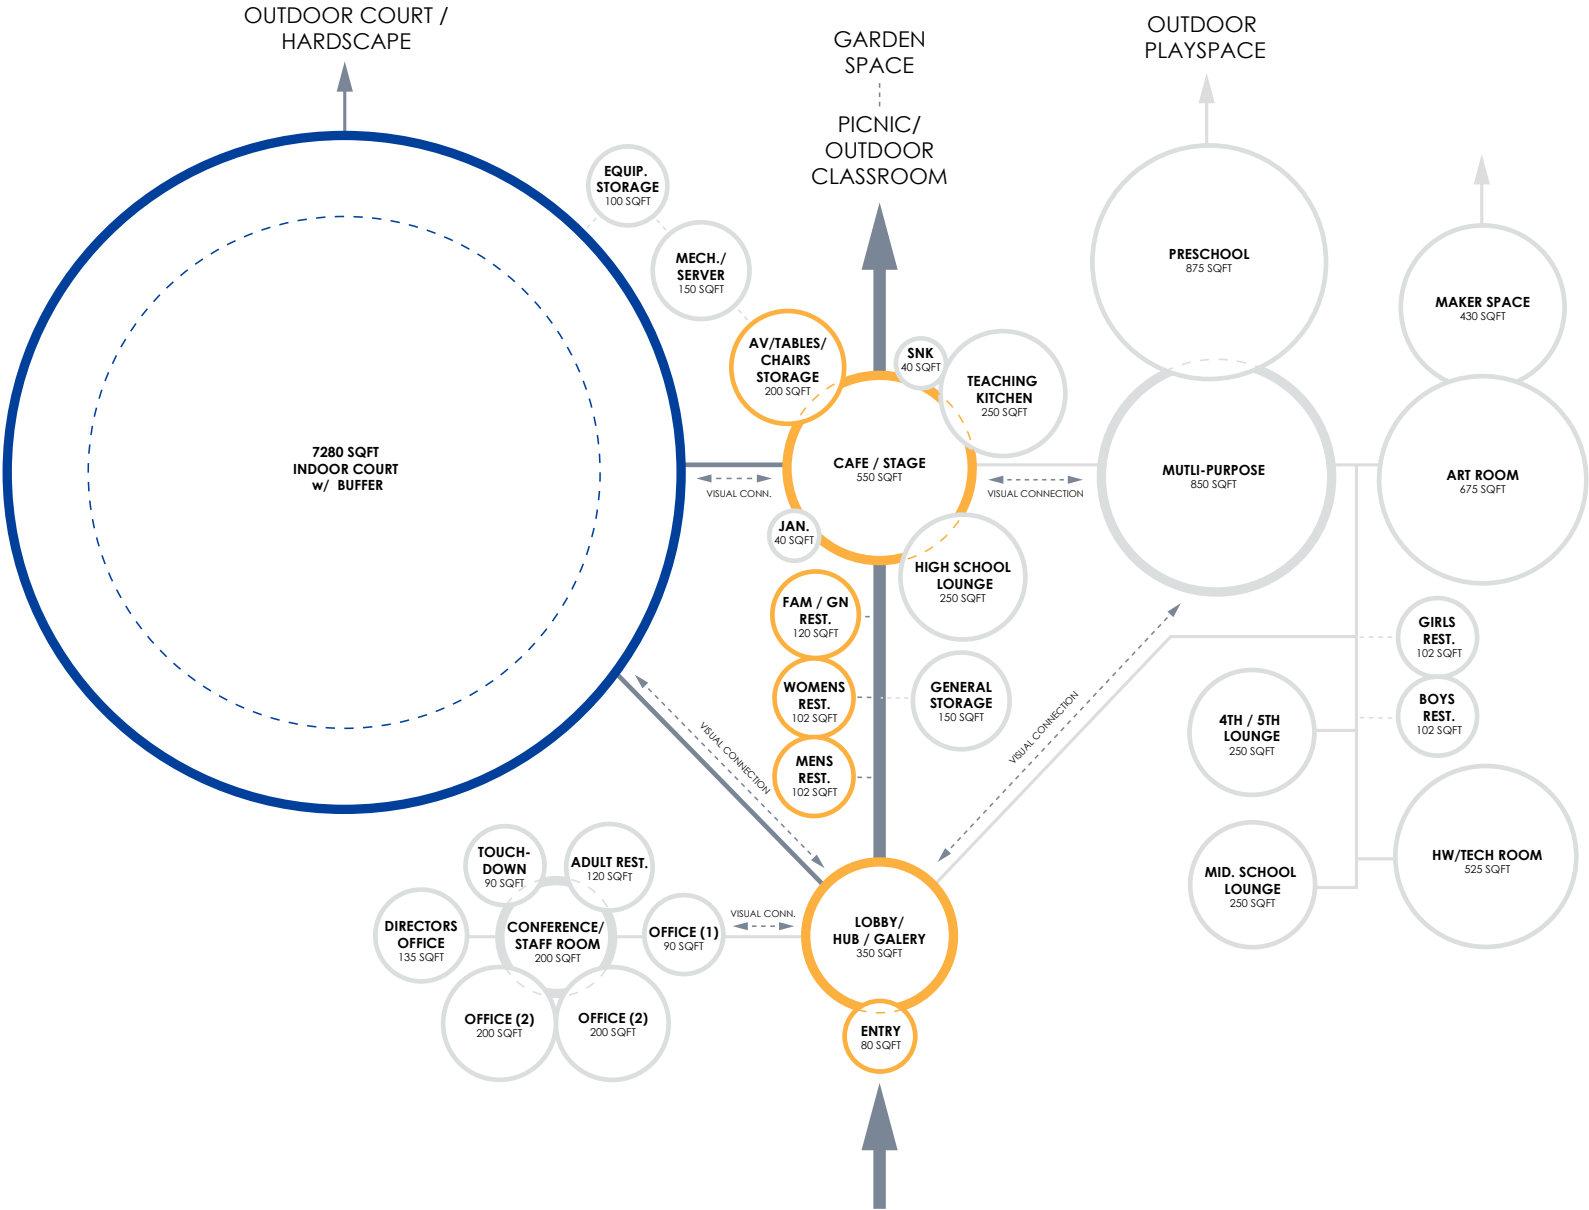 OUTDOOR COURT /
HARDSCAPE
GARDEN
SPACE
PICNIC/
OUTDOOR
CLASSROOM
OUTDOOR
PLAYSPACE
EQUIP.
STORAGE
100 SQFT
MECH./
SERVER
150 SQFT
AV/TABLES/
CHAIRS
STORAGE
200 SQFT
SNK
40 SQFT
TEACHING
KITCHEN
250 SQFT
PRESCHOOL
875 SQFT
MAKER SPACE
430 SQFT
7280 SQFT
INDOOR COURT
w/ BUFFER
VISUAL CONN.
CAFE / STAGE
550 SQFT
VISUAL CONNECTION
MUTLI-PURPOSE
850 SQFT
ART ROOM
675 SQFT
JAN.
40 SQFT
HIGH SCHOOL
LOUNGE
250 SQFT
FAM / GN
REST.
120 SQFT
WOMENS
REST.
102 SQFT
MENS
REST.
102 SQFT
GENERAL
STORAGE
150 SQFT
VISUAL CONNECTION
VISUAL CONNECTION
GIRLS
REST.
102 SQFT
BOYS
REST.
102 SQFT
4TH / 5TH
LOUNGE
250 SQFT
MID. SCHOOL
LOUNGE
250 SQFT
HW/TECH ROOM
525 SQFT
TOUCH-
DOWN
90 SQFT
ADULT REST.
120 SQFT
DIRECTORS
OFFICE
135 SQFT
CONFERENCE/
STAFF ROOM
200 SQFT
OFFICE (1)
90 SQFT
VISUAL CONN.
LOBBY/
HUB / GALERY
350 SQFT
OFFICE (2)
200 SQFT
OFFICE (2)
200 SQFT
ENTRY
80 SQFT